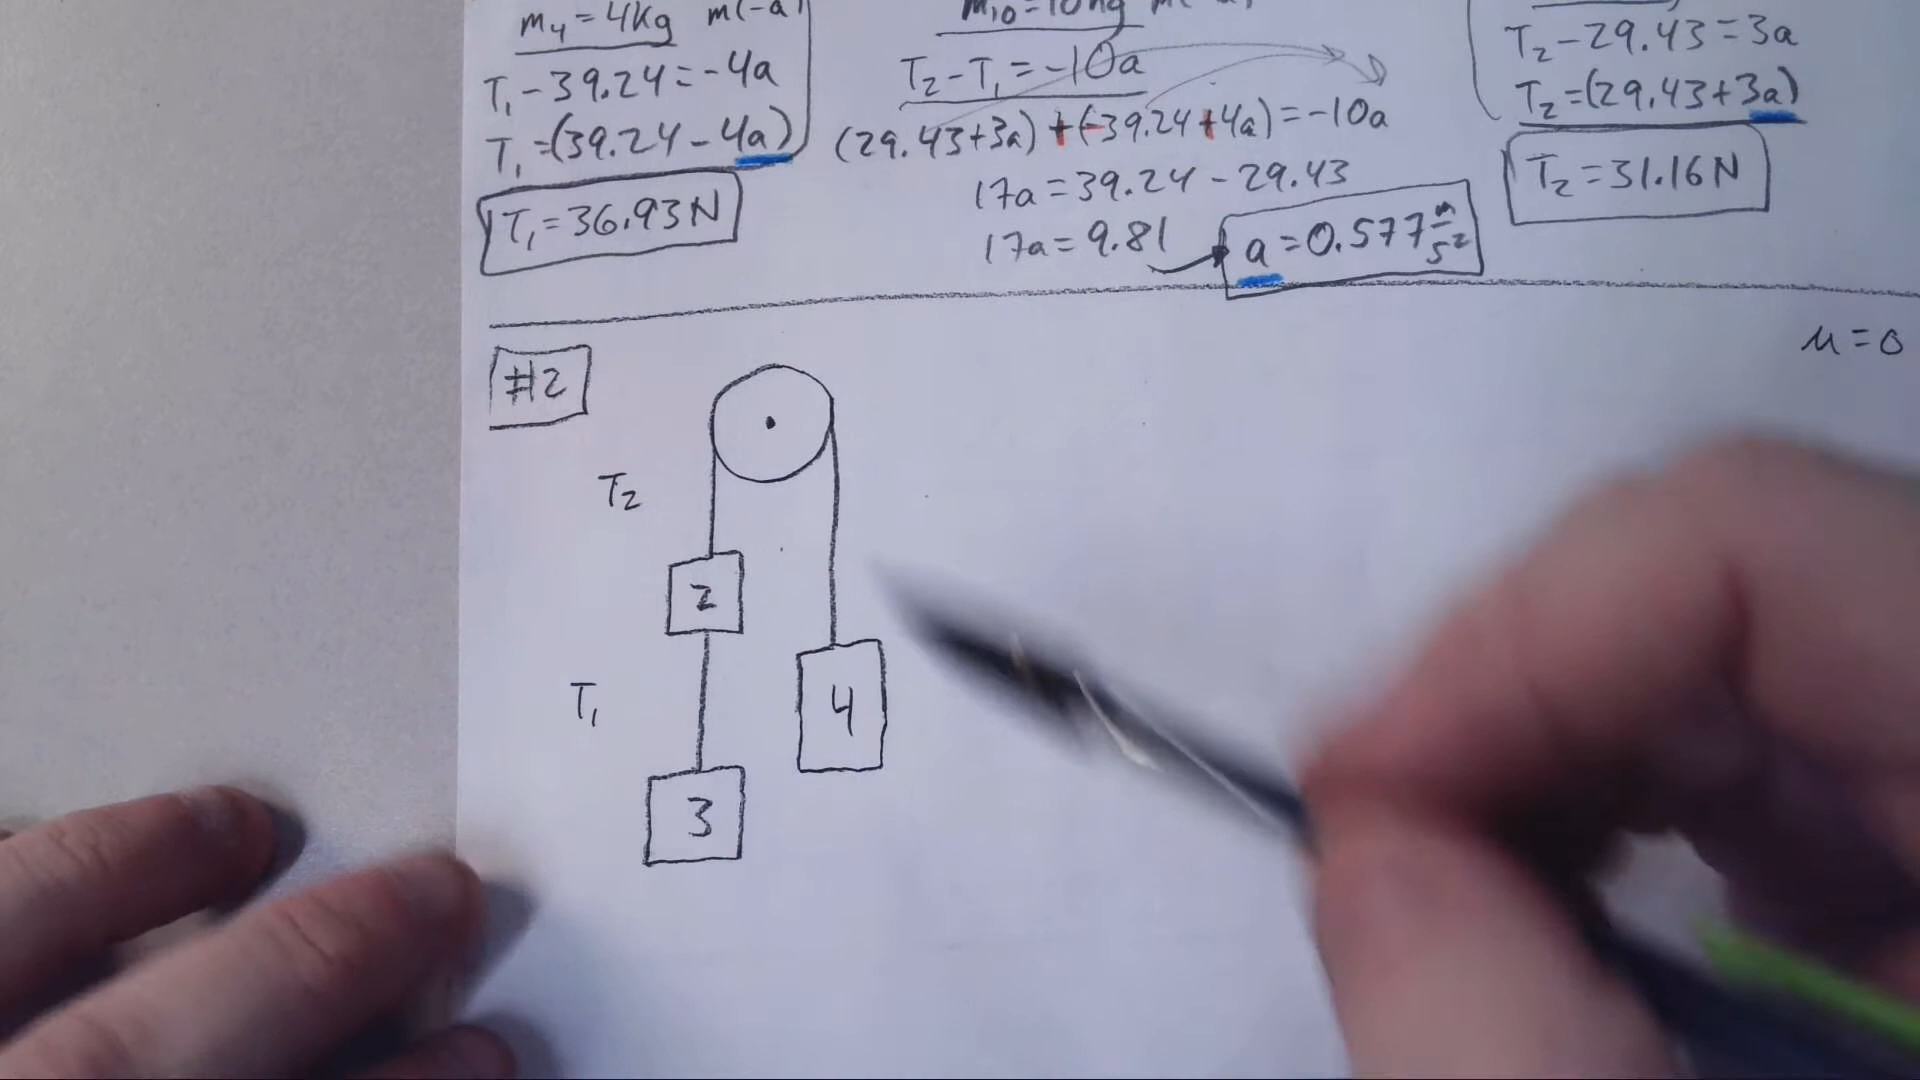 m₄ = 4Kg m(-a)
T₁ - 39.24 = -4a
T₁ = (39.24 - 4a)
T₁ = 36.93N
m₁₀ = 10kg
T₂ - T₁ = -10a
(29.43+3a) + (-39.24+4a) = -10a
17a = 39.24 - 29.43
17a = 9.81
a = 0.577 m/s²
T₂ - 29.43 = 3a
T₂ = (29.43 + 3a)
T₂ = 31.16N
μ = 0
#2
T₂
2
T₁
4
3